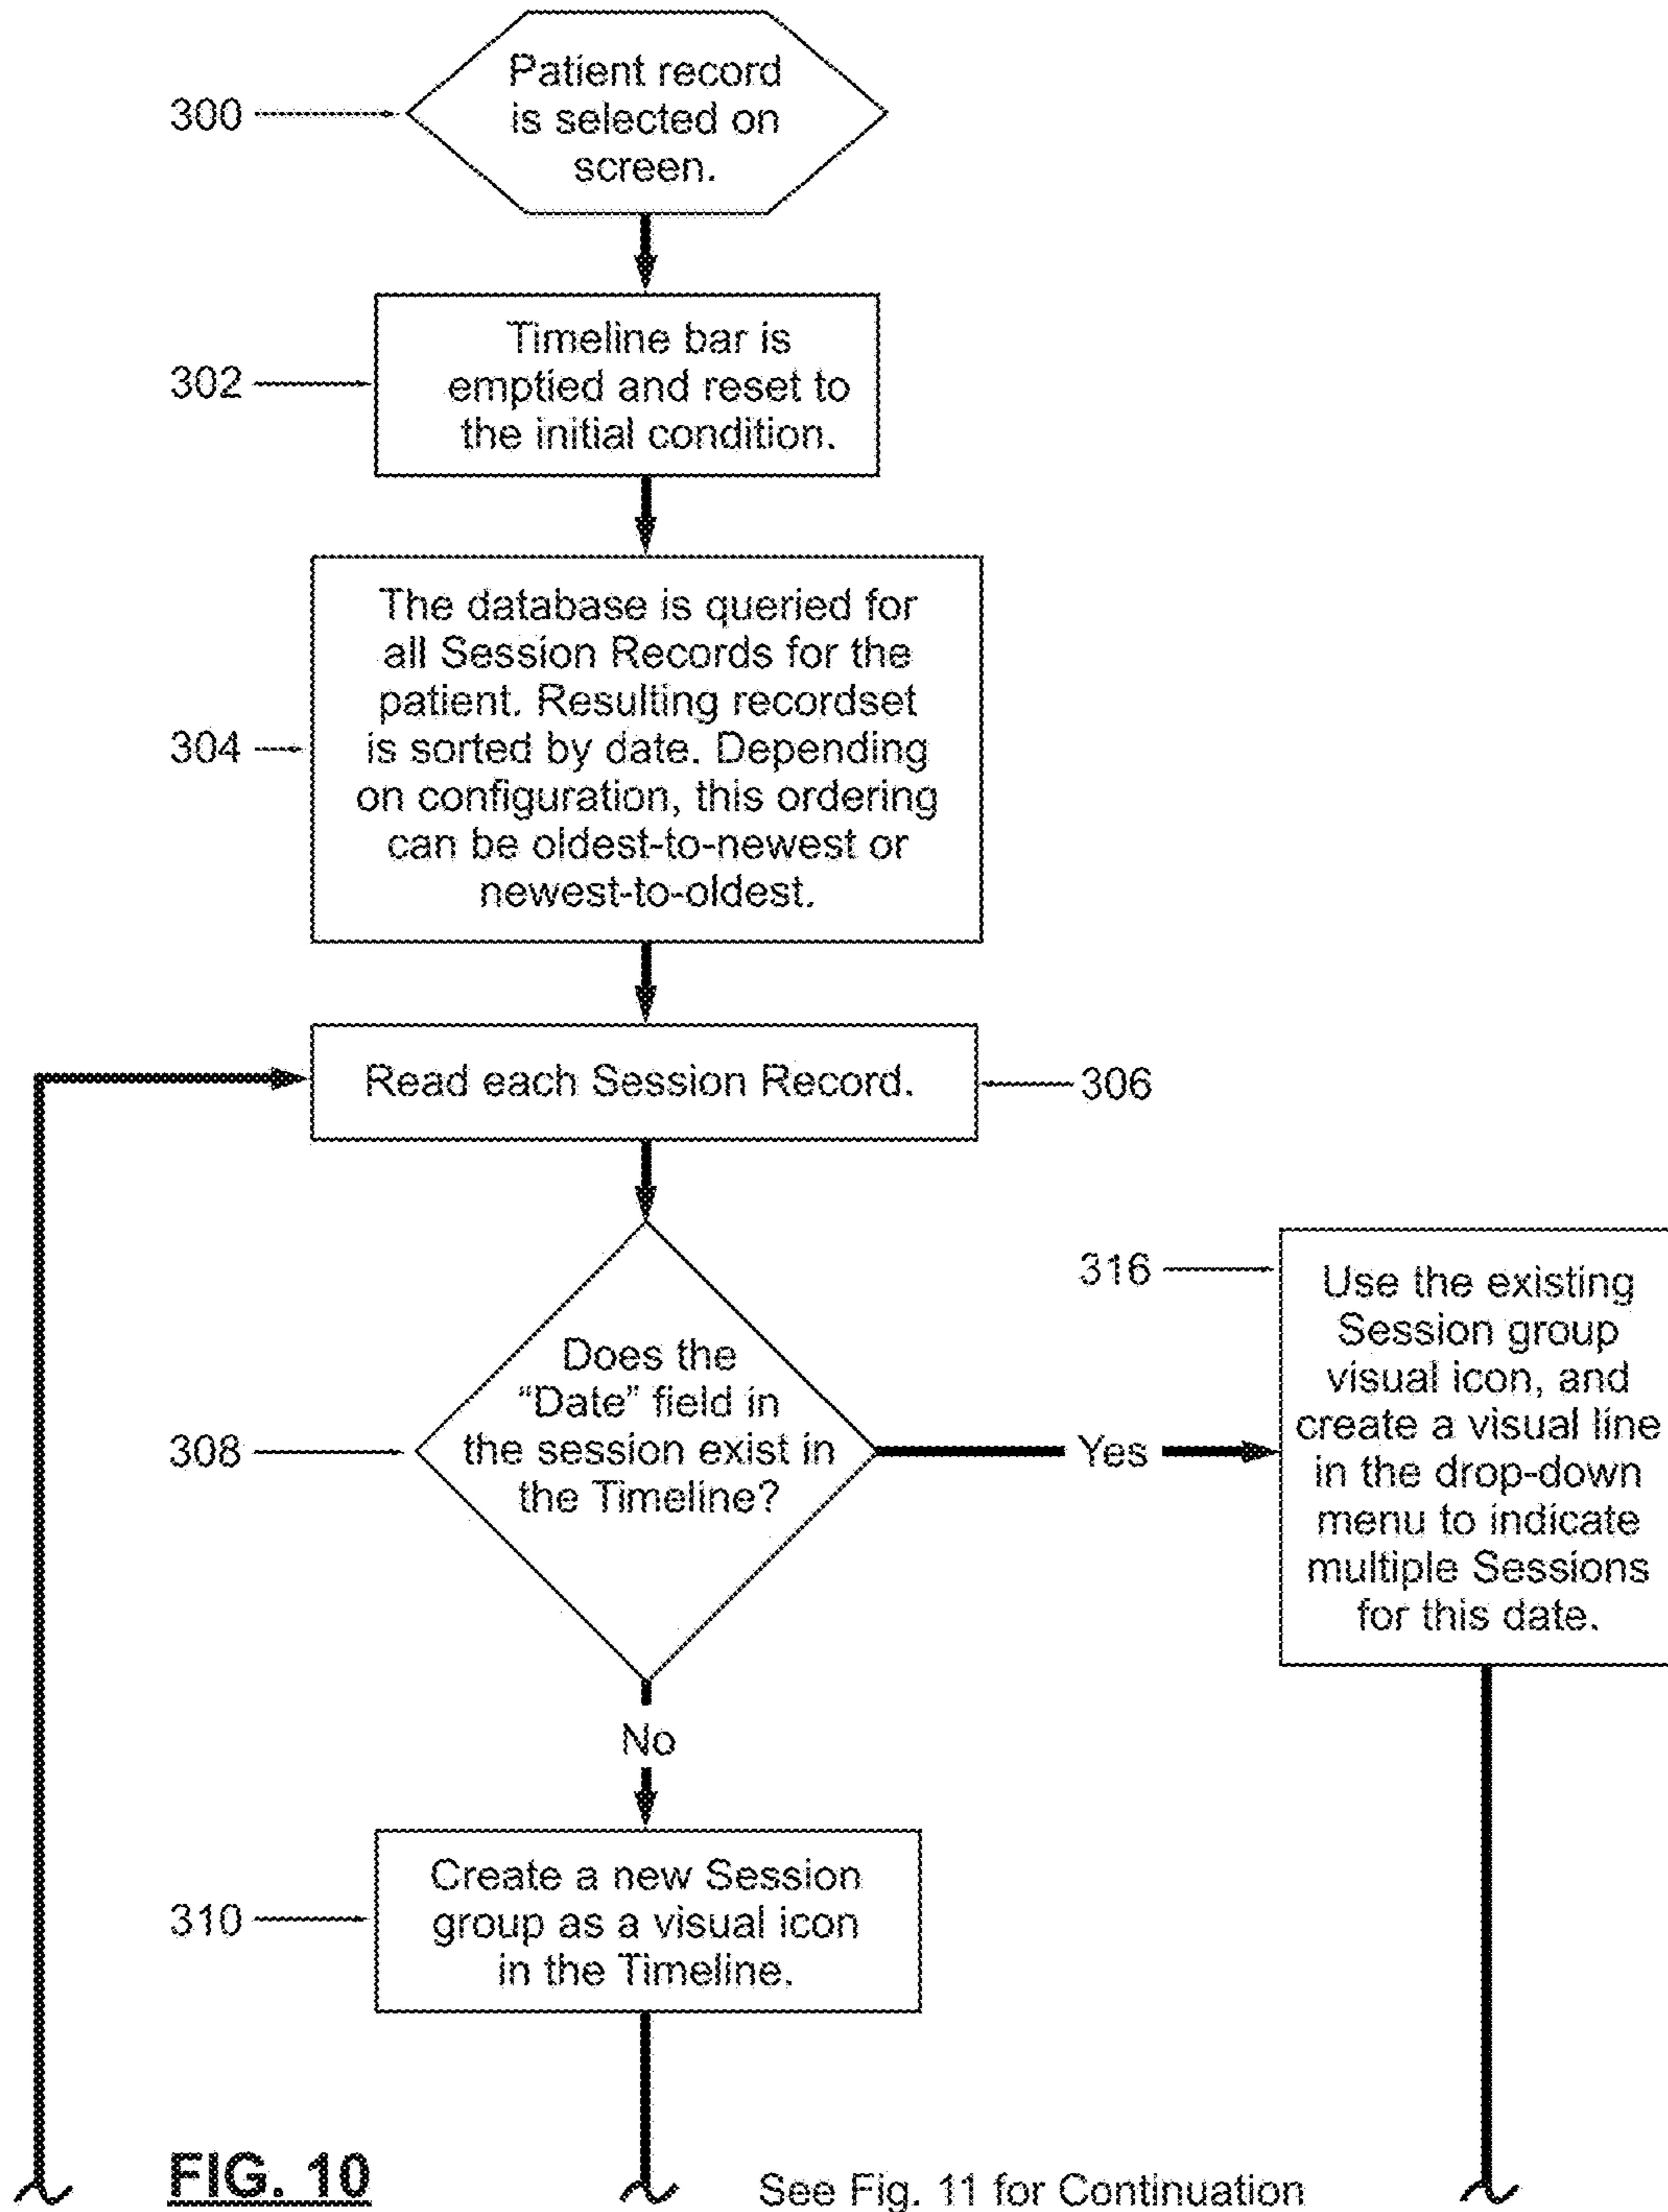 Patient record
is selected on
screen.
300
Timeline bar is
emptied and reset to
the initial condition.
302
The database is queried for
all Session Records for the
patient. Resulting recordset
is sorted by date. Depending
on configuration, this ordering
can be oldest-to-newest or
newest-to-oldest.
304
Read each Session Record.
306
Does the
“Date” field in
the session exist in
the Timeline?
308
Yes
316
Use the existing
Session group
visual icon, and
create a visual line
in the drop-down
menu to indicate
multiple Sessions
for this date.
No
Create a new Session
group as a visual icon
in the Timeline.
310
FIG. 10
See Fig. 11 for Continuation